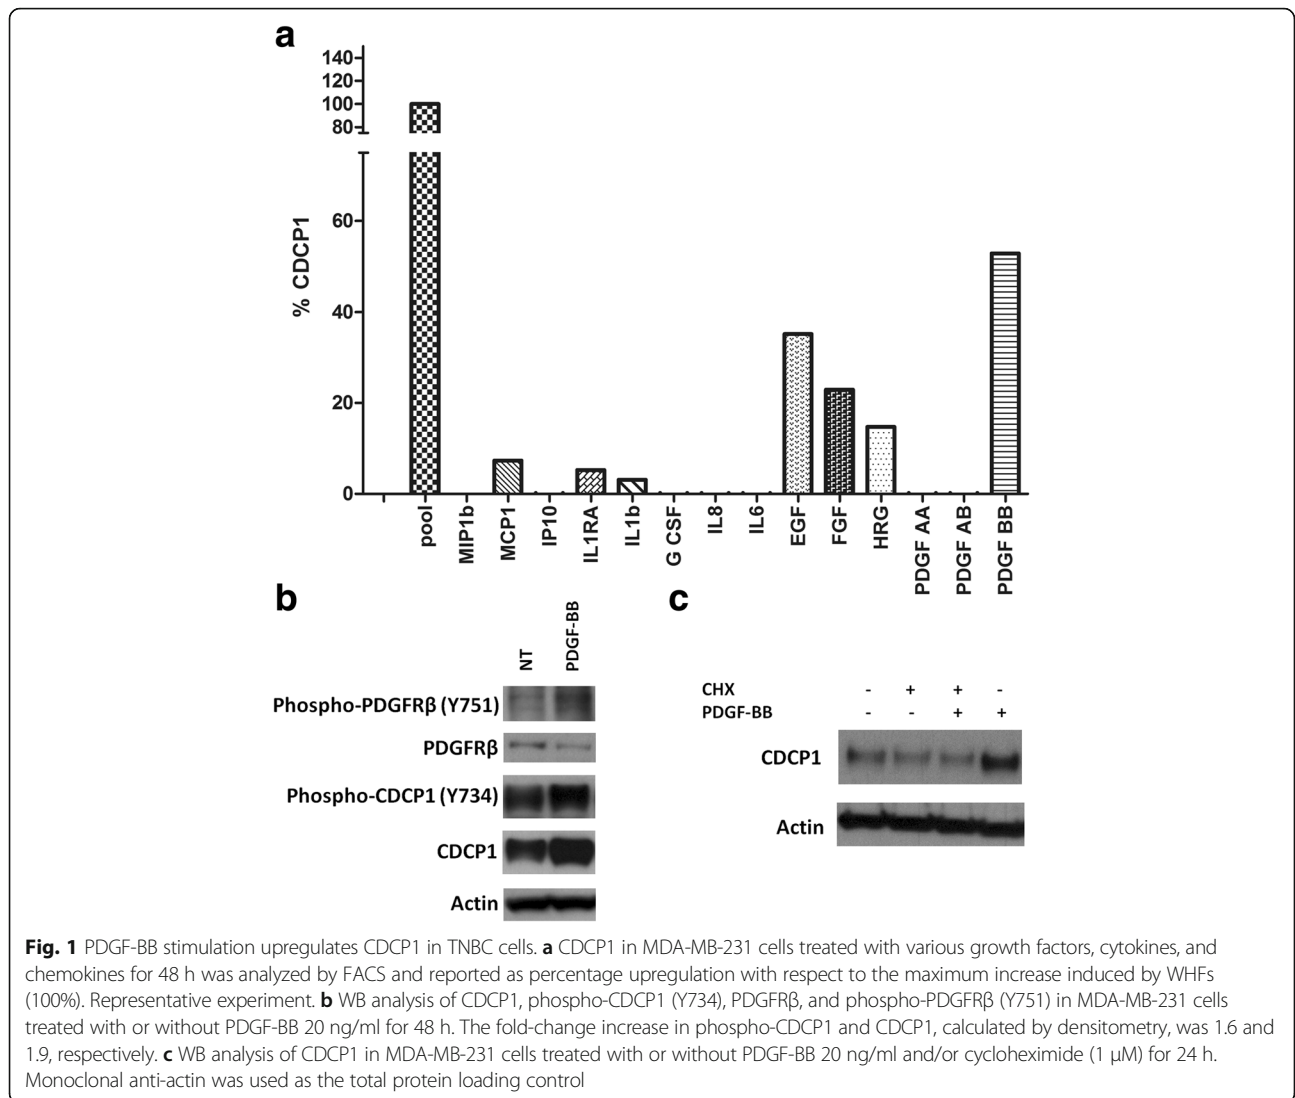 a
140
120
100
80
60
40
20
0
% CDCP1
pool
MIP1b
MCP1
IP10
IL1RA
IL1b
G CSF
IL8
IL6
EGF
FGF
HRG
PDGF AA
PDGF AB
PDGF BB
b
NT
PDGF-BB
Phospho-PDGFRβ (Y751)
PDGFRβ
Phospho-CDCP1 (Y734)
CDCP1
Actin
c
CHX - + + -
PDGF-BB - - + +
CDCP1
Actin
Fig. 1 PDGF-BB stimulation upregulates CDCP1 in TNBC cells. a CDCP1 in MDA-MB-231 cells treated with various growth factors, cytokines, and
chemokines for 48 h was analyzed by FACS and reported as percentage upregulation with respect to the maximum increase induced by WHFs
(100%). Representative experiment. b WB analysis of CDCP1, phospho-CDCP1 (Y734), PDGFRβ, and phospho-PDGFRβ (Y751) in MDA-MB-231 cells
treated with or without PDGF-BB 20 ng/ml for 48 h. The fold-change increase in phospho-CDCP1 and CDCP1, calculated by densitometry, was 1.6 and
1.9, respectively. c WB analysis of CDCP1 in MDA-MB-231 cells treated with or without PDGF-BB 20 ng/ml and/or cycloheximide (1 μM) for 24 h.
Monoclonal anti-actin was used as the total protein loading control